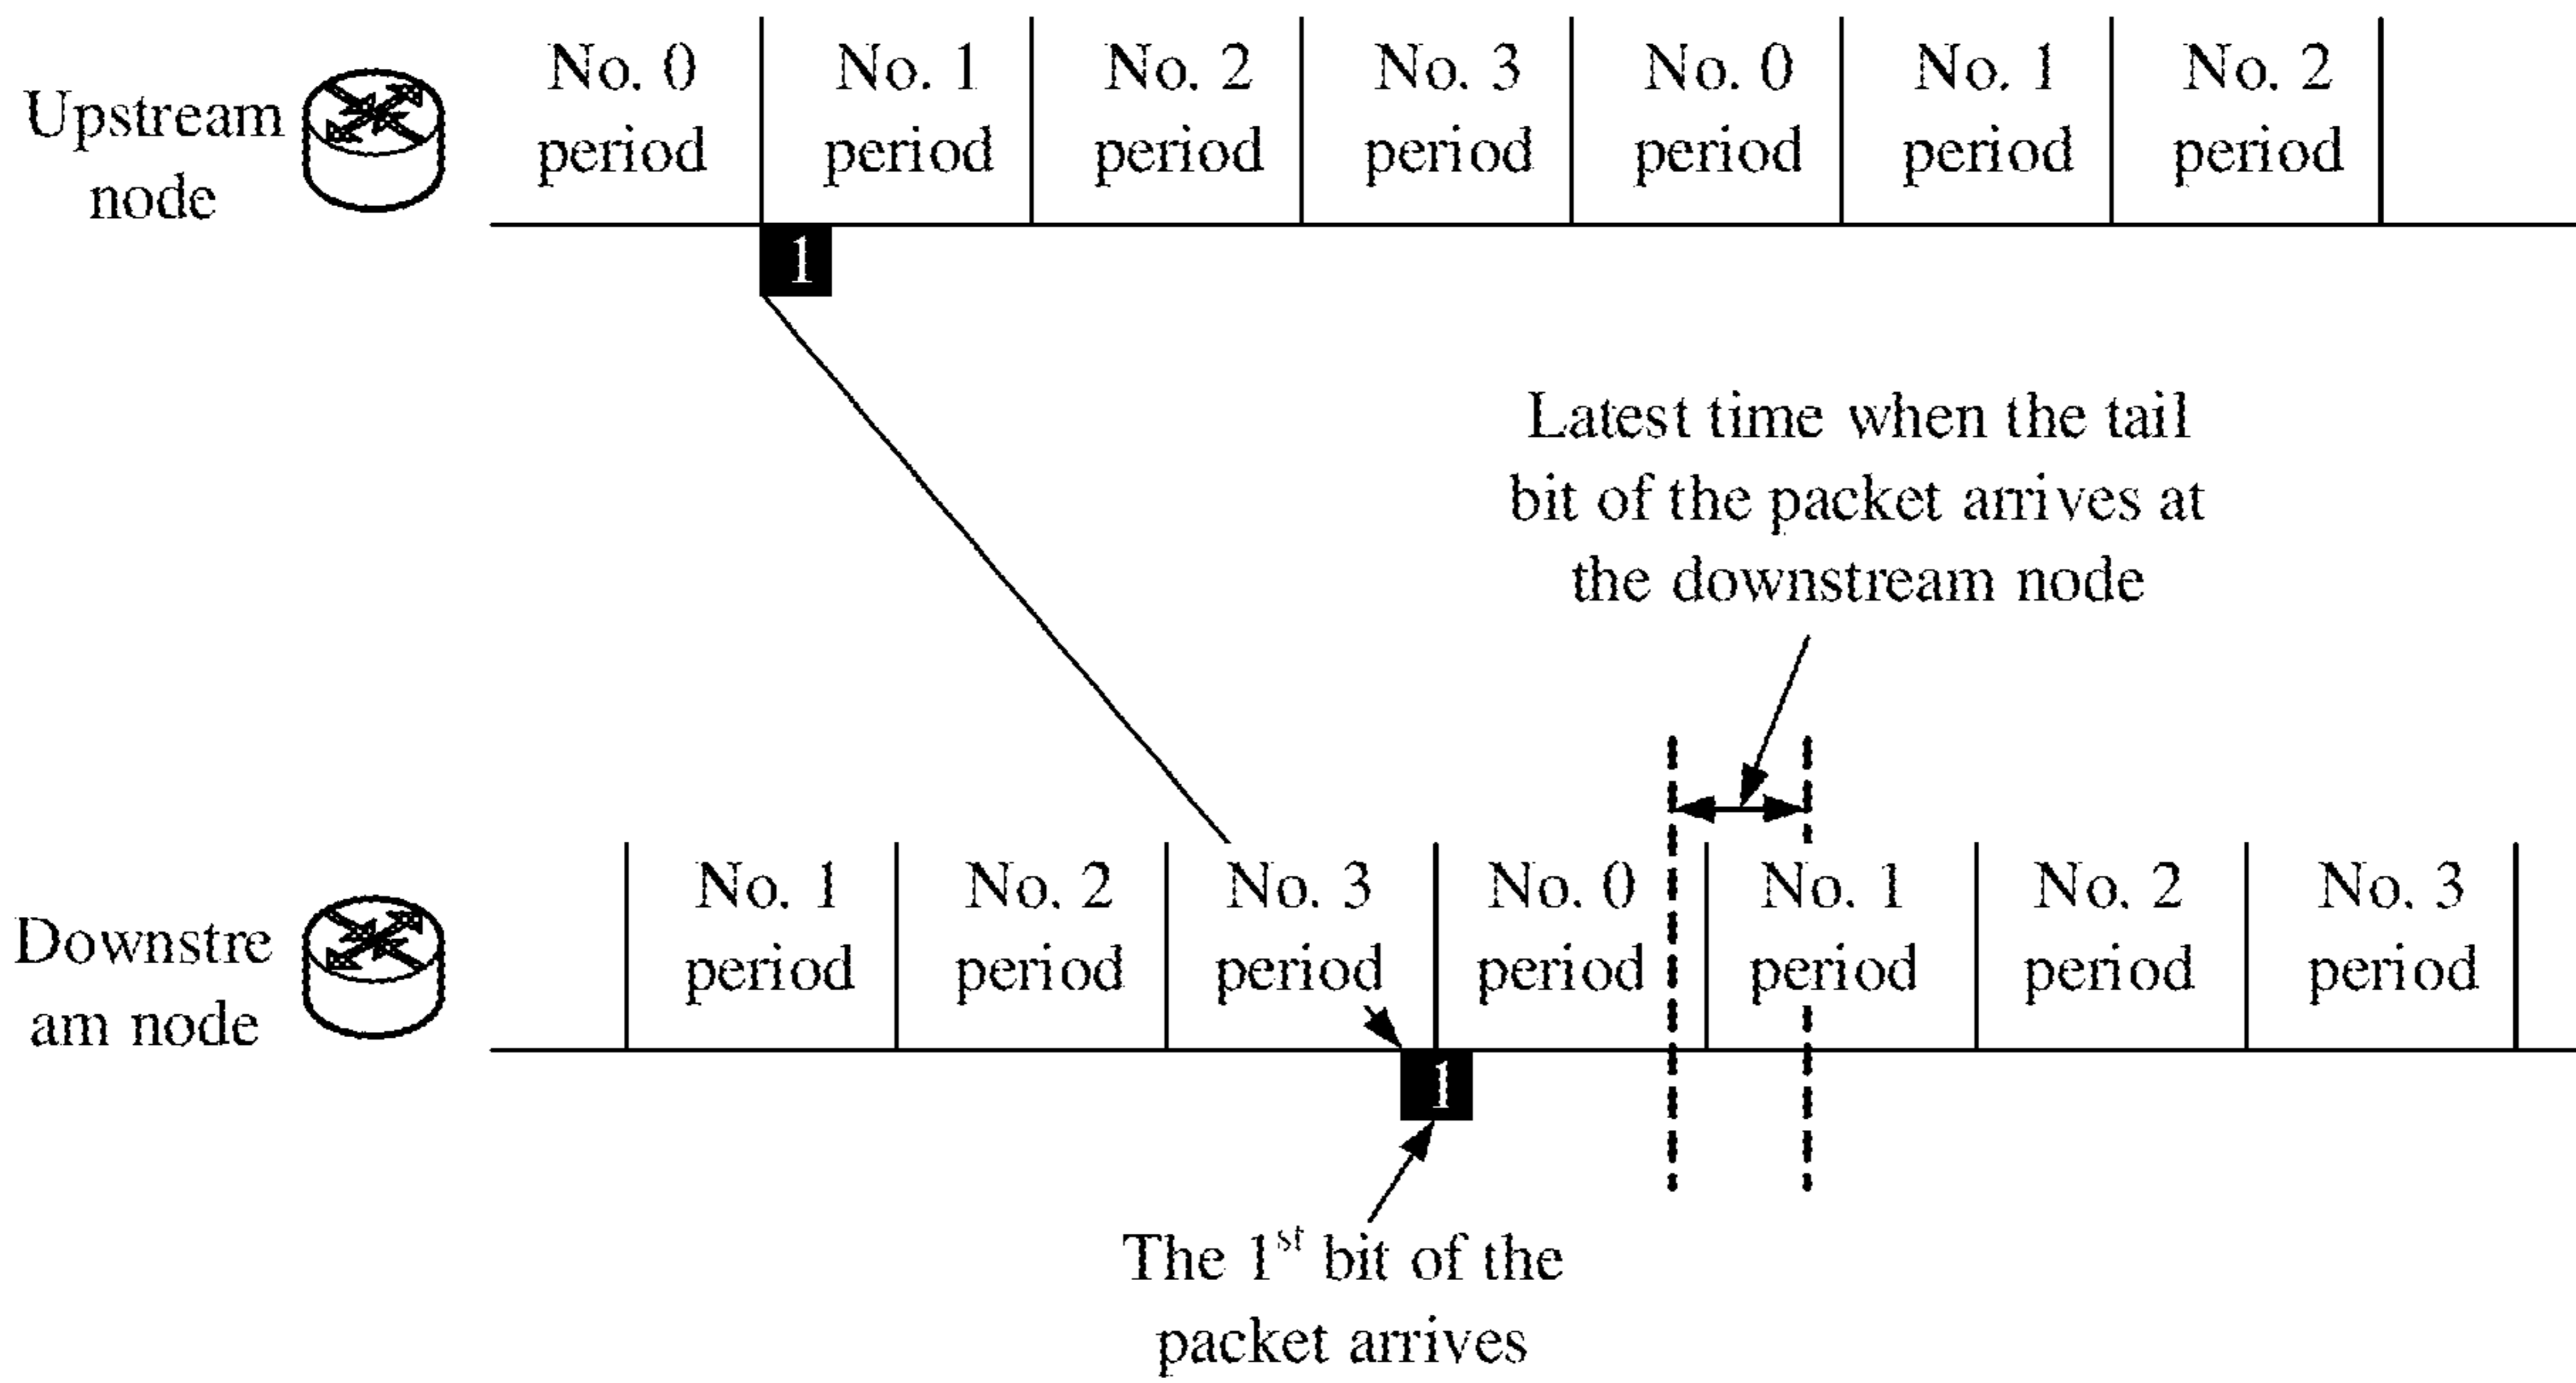 No. 0 No. 1 No. 2 No. 3 No. 0 No. 1 No. 2
period period period period period period period
Upstream
node
1
Latest time when the tail
bit of the packet arrives at
the downstream node
No. 1 No. 2 No. 3 No. 0 No. 1 No. 2 No. 3
period period period period period period period
Downstre
am node
1
The 1st bit of the
packet arrives